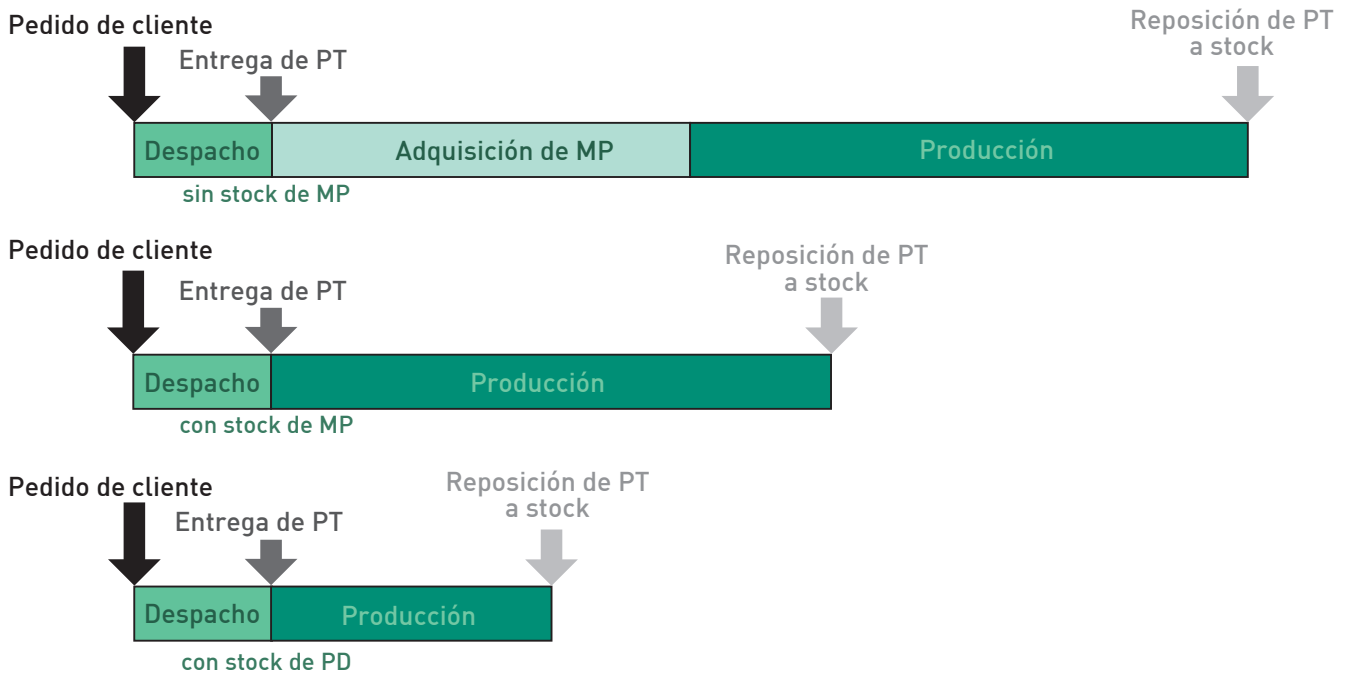 Pedido de cliente
Entrega de PT
Reposición de PT
a stock
Despacho
Adquisición de MP
Producción
sin stock de MP
Pedido de cliente
Entrega de PT
Reposición de PT
a stock
Despacho
Producción
con stock de MP
Pedido de cliente
Entrega de PT
Reposición de PT
a stock
Despacho
Producción
con stock de PD